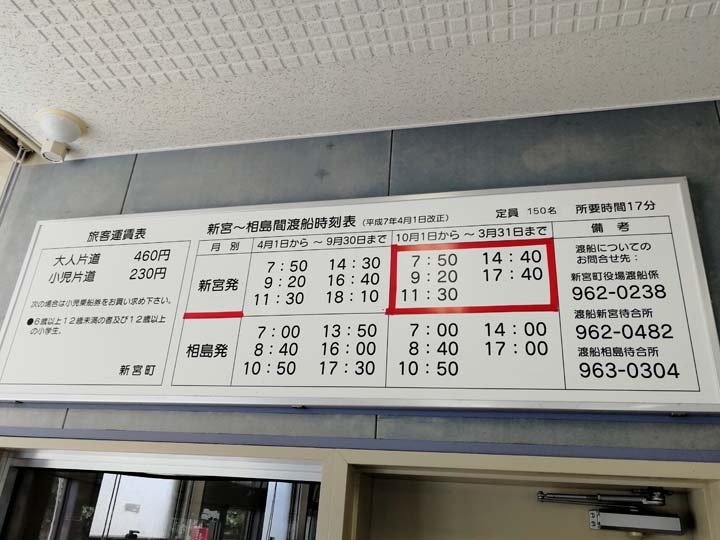 旅客運賃表
大人片道 460円
小児片道 230円
次の場合は小児乗船券をお買い求め下さい。
●6歳以上12歳未満の者及び12歳以上
の小学生。
新宮町
新宮～相島間渡船時刻表 (平成7年4月1日改正) 定員 150名 所要時間17分
月別 4月1日から ～ 9月30日まで 10月1日から ～ 3月31日まで
新宮発
7:50 14:30 7:50 14:40
9:20 16:40 9:20 17:40
11:30 18:10 11:30
相島発
7:00 13:50 7:00 14:00
8:40 16:00 8:40 17:00
10:50 17:30 10:50
備考
渡船についての
お問合せ先：
新宮町役場渡船係
962-0238
渡船新宮待合所
962-0482
渡船相島待合所
963-0304